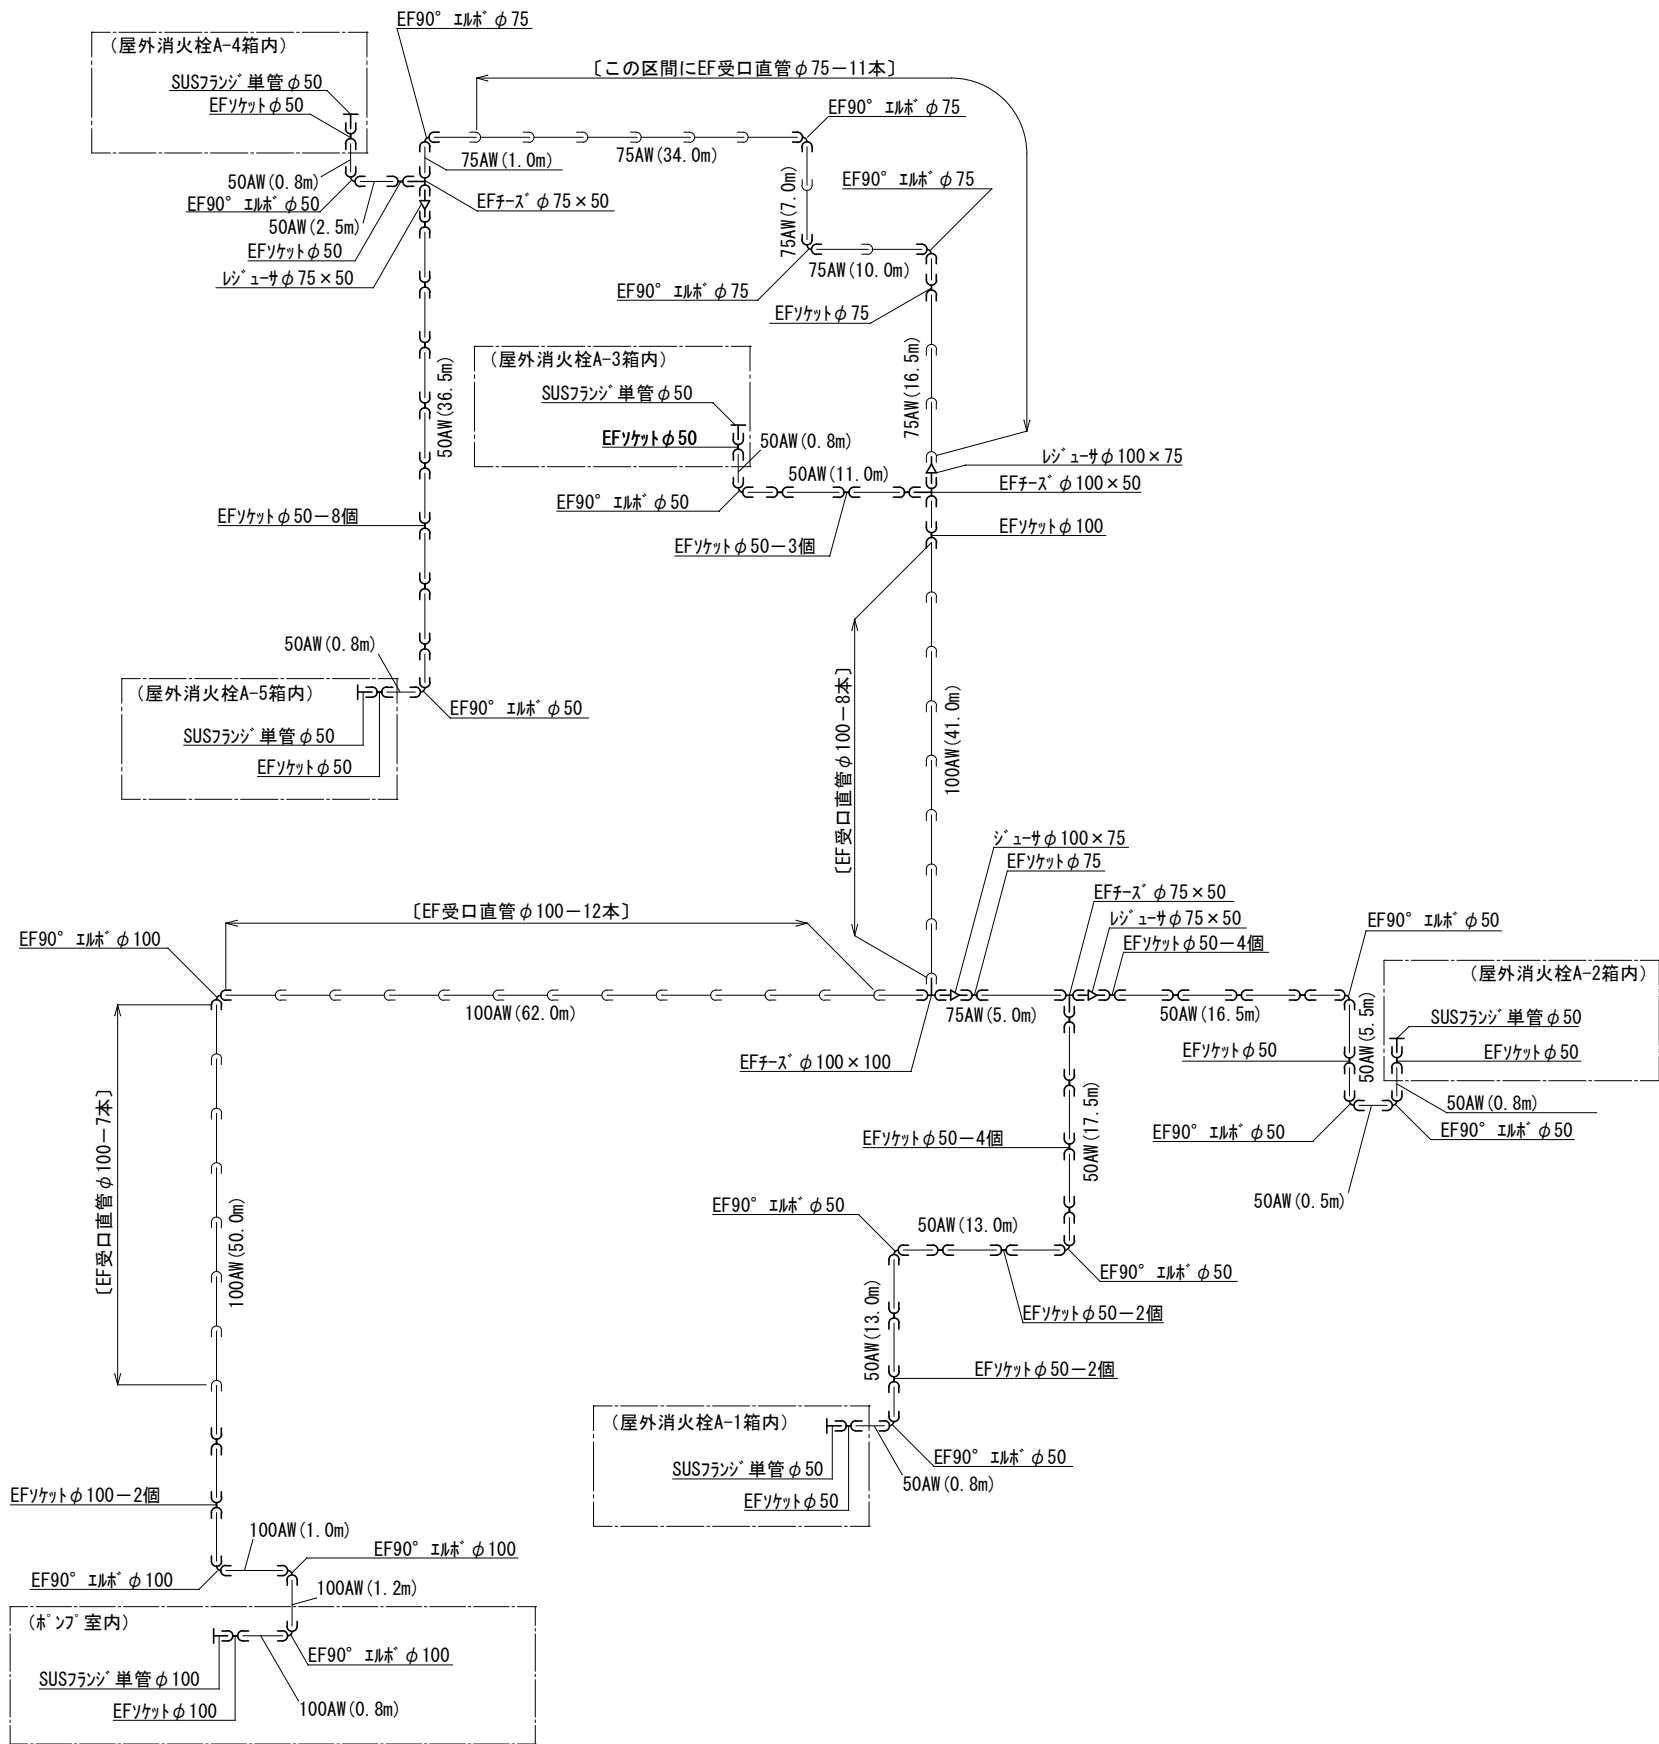 EF90° ｴﾙﾎﾞφ75
(屋外消火栓A-4箱内)
SUSﾌﾗﾝｼﾞ単管φ50
EFｿｹｯﾄφ50
〔この区間にEF受口直管φ75－11本〕
EF90° ｴﾙﾎﾞφ75
75AW(1.0m)
75AW(34.0m)
50AW(0.8m)
EF90° ｴﾙﾎﾞφ50
50AW(2.5m)
EFｿｹｯﾄφ50
ﾚｼﾞｭｰｻφ75×50
EFﾁｰｽﾞφ75×50
75AW(7.0m)
EF90° ｴﾙﾎﾞφ75
75AW(10.0m)
EF90° ｴﾙﾎﾞφ75
EFｿｹｯﾄφ75
75AW(16.5m)
50AW(36.5m)
(屋外消火栓A-3箱内)
SUSﾌﾗﾝｼﾞ単管φ50
EFｿｹｯﾄφ50
50AW(0.8m)
50AW(11.0m)
EF90° ｴﾙﾎﾞφ50
EFｿｹｯﾄφ50－3個
ﾚｼﾞｭｰｻφ100×75
EFﾁｰｽﾞφ100×50
EFｿｹｯﾄφ100
EFｿｹｯﾄφ50－8個
50AW(0.8m)
(屋外消火栓A-5箱内)
SUSﾌﾗﾝｼﾞ単管φ50
EFｿｹｯﾄφ50
EF90° ｴﾙﾎﾞφ50
〔EF受口直管φ100－8本〕
100AW(41.0m)
ｼﾞｭｰｻφ100×75
EFｿｹｯﾄφ75
EFﾁｰｽﾞφ75×50
ﾚｼﾞｭｰｻφ75×50
EFｿｹｯﾄφ50－4個
EF90° ｴﾙﾎﾞφ50
(屋外消火栓A-2箱内)
SUSﾌﾗﾝｼﾞ単管φ50
EFｿｹｯﾄφ50
〔EF受口直管φ100－12本〕
EF90° ｴﾙﾎﾞφ100
100AW(62.0m)
75AW(5.0m)
50AW(16.5m)
50AW(5.5m)
EFｿｹｯﾄφ50
EFﾁｰｽﾞφ100×100
50AW(0.8m)
EF90° ｴﾙﾎﾞφ50
EF90° ｴﾙﾎﾞφ50
50AW(0.5m)
〔EF受口直管φ100－7本〕
100AW(50.0m)
EFｿｹｯﾄφ50－4個
50AW(17.5m)
EF90° ｴﾙﾎﾞφ50
50AW(13.0m)
EF90° ｴﾙﾎﾞφ50
EFｿｹｯﾄφ50－2個
50AW(13.0m)
EFｿｹｯﾄφ50－2個
(屋外消火栓A-1箱内)
SUSﾌﾗﾝｼﾞ単管φ50
EFｿｹｯﾄφ50
EF90° ｴﾙﾎﾞφ50
50AW(0.8m)
EFｿｹｯﾄφ100－2個
100AW(1.0m)
EF90° ｴﾙﾎﾞφ100
EF90° ｴﾙﾎﾞφ100
100AW(1.2m)
(ﾎﾟﾝﾌﾟ室内)
EF90° ｴﾙﾎﾞφ100
SUSﾌﾗﾝｼﾞ単管φ100
EFｿｹｯﾄφ100
100AW(0.8m)